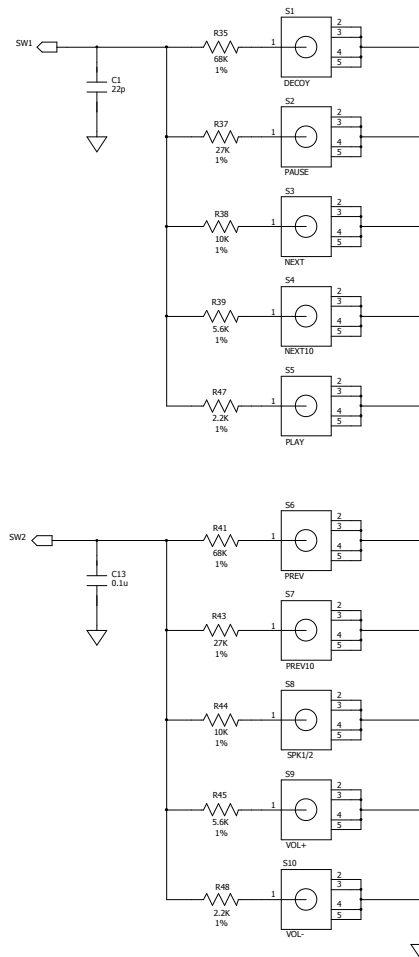 S1
SW1
R35
68K
1%
1
2
3
4
5
DECOY
C1
22p
S2
R37
27K
1%
1
2
3
4
5
PAUSE
S3
R38
10K
1%
1
2
3
4
5
NEXT
S4
R39
5.6K
1%
1
2
3
4
5
NEXT10
S5
R47
2.2K
1%
1
2
3
4
5
PLAY
S6
SW2
R41
68K
1%
1
2
3
4
5
PREV
C13
0.1u
S7
R43
27K
1%
1
2
3
4
5
PREV10
S8
R44
10K
1%
1
2
3
4
5
SPK1/2
S9
R45
5.6K
1%
1
2
3
4
5
VOL+
S10
R48
2.2K
1%
1
2
3
4
5
VOL-